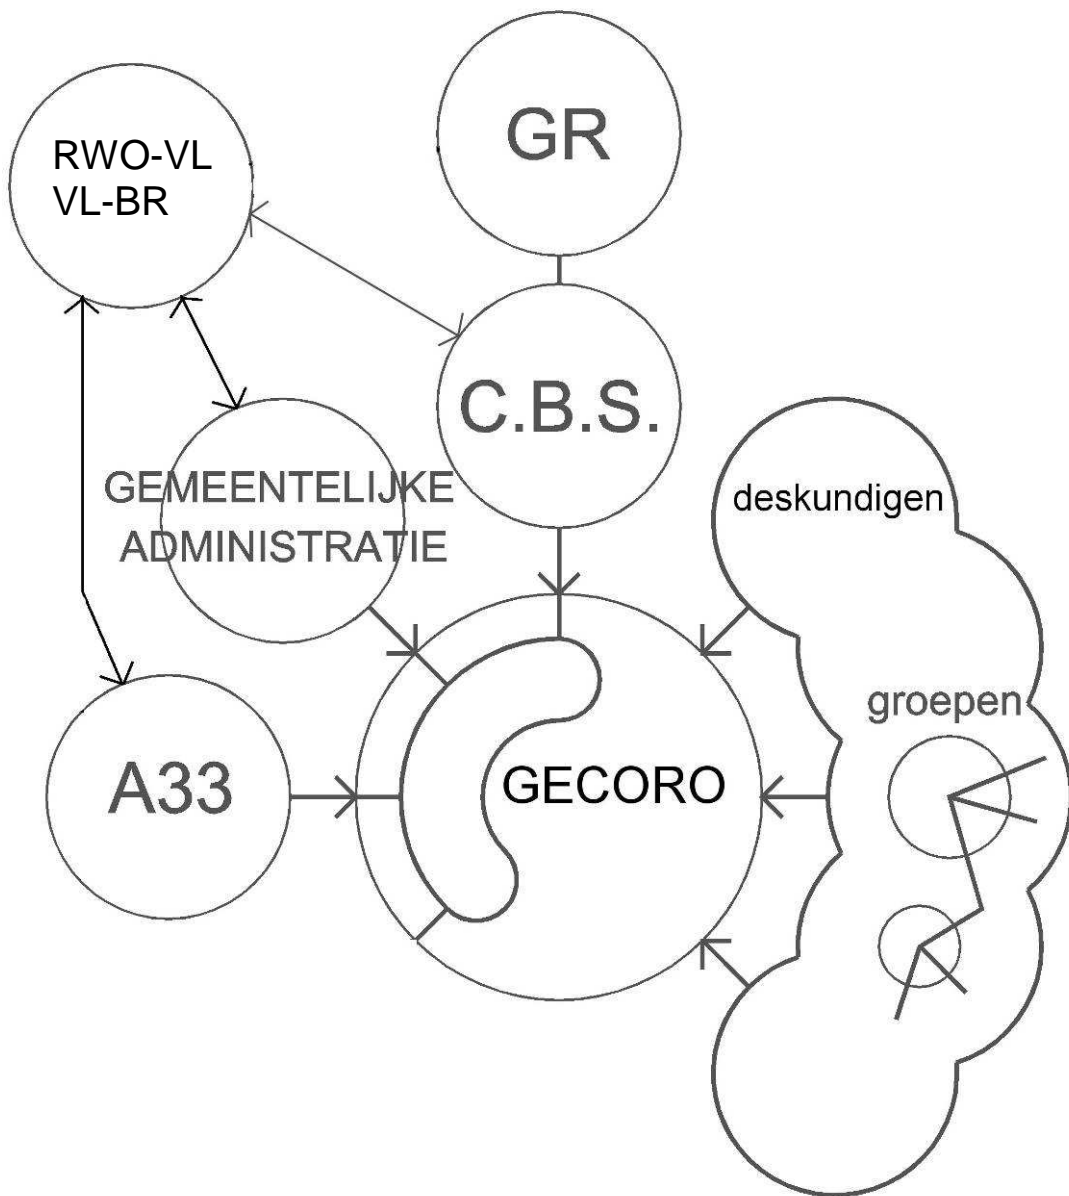 GR
RWO-VL
VL-BR
C.B.S.
GEMEENTELIJKE
ADMINISTRATIE
deskundigen
groepen
A33
GECORO